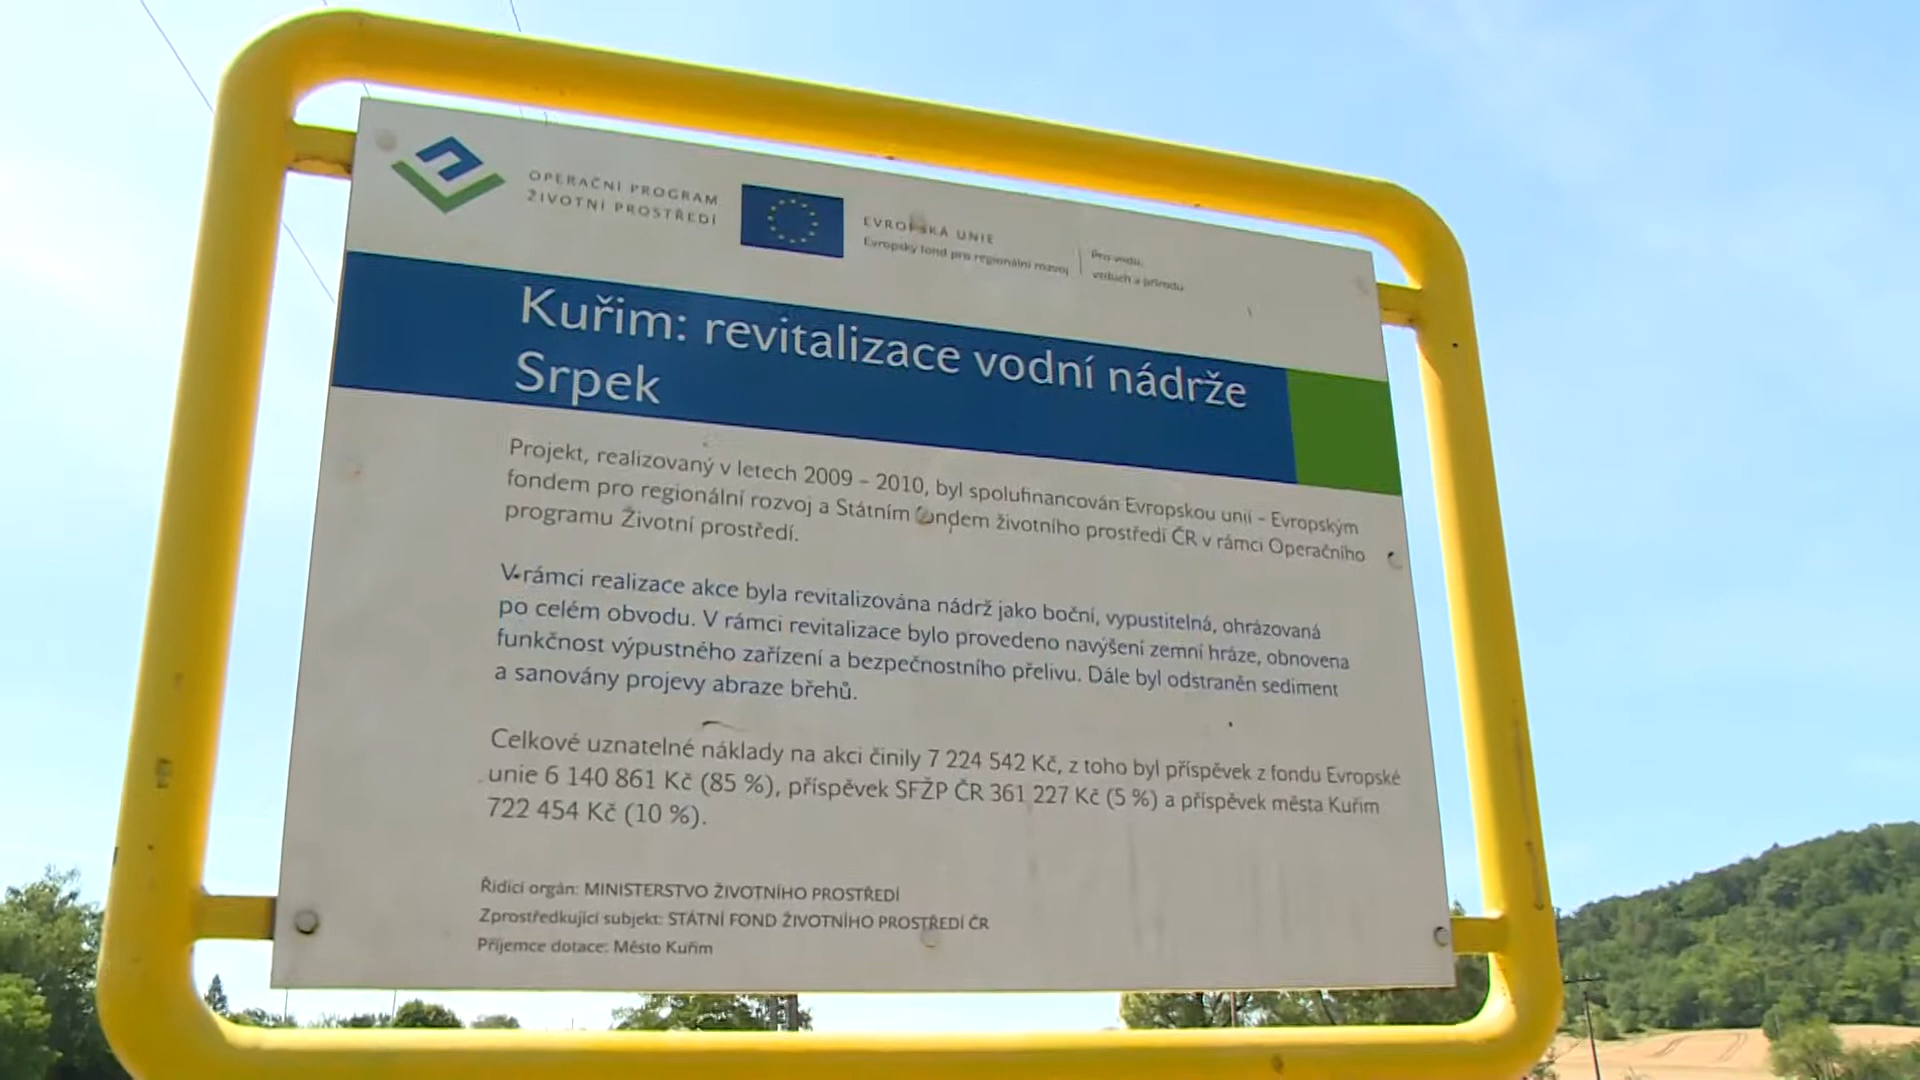 OPERAČNÍ PROGRAM
ŽIVOTNÍ PROSTŘEDÍ
EVROPSKÁ UNIE
Evropský fond pro regionální rozvoj
Pro vodu,
vzduch a přírodu
Kuřim: revitalizace vodní nádrže
Srpek
Projekt, realizovaný v letech 2009 – 2010, byl spolufinancován Evropskou unií – Evropským
fondem pro regionální rozvoj a Státním fondem životního prostředí ČR v rámci Operačního
programu Životní prostředí.
V rámci realizace akce byla revitalizována nádrž jako boční, vypustitelná, ohrázovaná
po celém obvodu. V rámci revitalizace bylo provedeno navýšení zemní hráze, obnovena
funkčnost výpustného zařízení a bezpečnostního přelivu. Dále byl odstraněn sediment
a sanovány projevy abraze břehů.
Celkové uznatelné náklady na akci činily 7 224 542 Kč, z toho byl příspěvek z fondu Evropské
unie 6 140 861 Kč (85 %), příspěvek SFŽP ČR 361 227 Kč (5 %) a příspěvek města Kuřim
722 454 Kč (10 %).
Řídící orgán: MINISTERSTVO ŽIVOTNÍHO PROSTŘEDÍ
Zprostředkující subjekt: STÁTNÍ FOND ŽIVOTNÍHO PROSTŘEDÍ ČR
Příjemce dotace: Město Kuřim